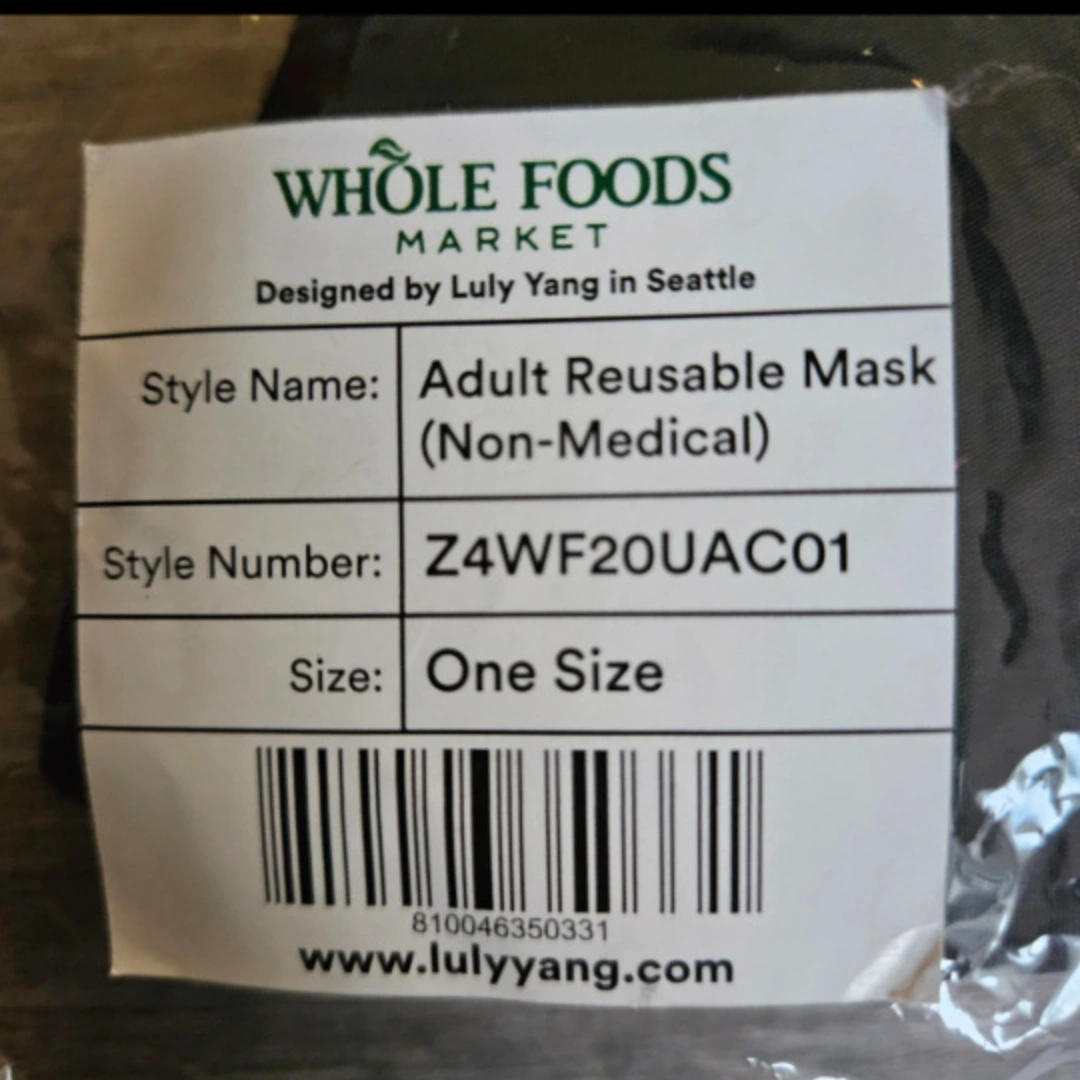 WHOLE FOODS
MARKET
Designed by Luly Yang in Seattle
Style Name: Adult Reusable Mask
(Non-Medical)
Style Number: Z4WF20UAC01
Size: One Size
810046350331
www.lulyyang.com